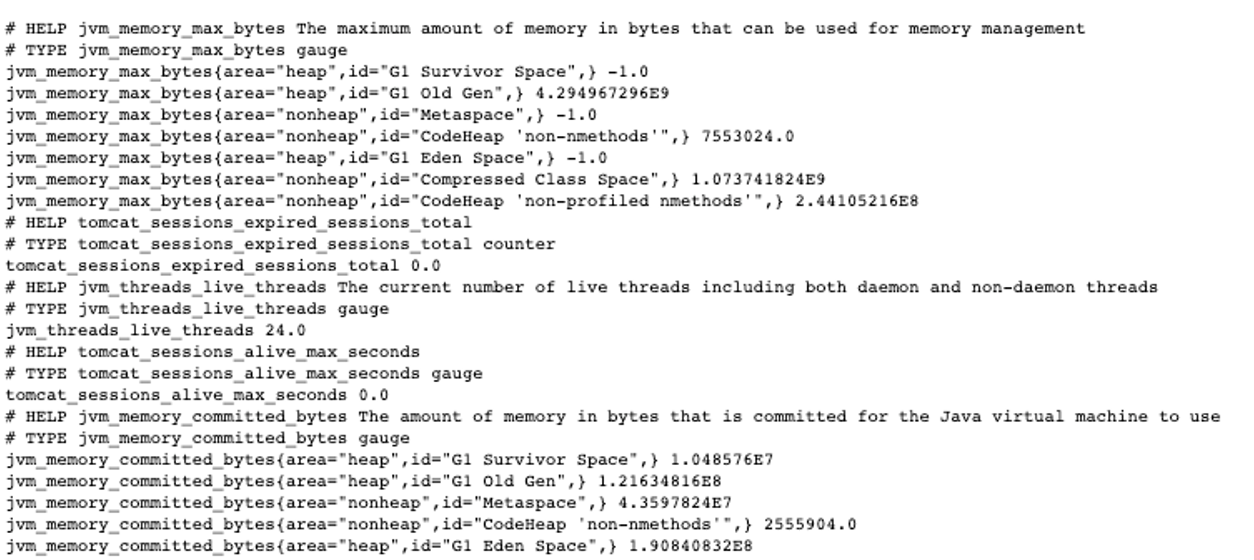 # HELP jvm_memory_max_bytes The maximum amount of memory in bytes that can be used for memory management
# TYPE jvm_memory_max_bytes gauge
jvm_memory_max_bytes{area="heap",id="G1 Survivor Space",} -1.0
jvm_memory_max_bytes{area="heap",id="G1 Old Gen",} 4.294967296E9
jvm_memory_max_bytes{area="nonheap",id="Metaspace",} -1.0
jvm_memory_max_bytes{area="nonheap",id="CodeHeap 'non-nmethods'",} 7553024.0
jvm_memory_max_bytes{area="heap",id="G1 Eden Space",} -1.0
jvm_memory_max_bytes{area="nonheap",id="Compressed Class Space",} 1.073741824E9
jvm_memory_max_bytes{area="nonheap",id="CodeHeap 'non-profiled nmethods'",} 2.44105216E8
# HELP tomcat_sessions_expired_sessions_total
# TYPE tomcat_sessions_expired_sessions_total counter
tomcat_sessions_expired_sessions_total 0.0
# HELP jvm_threads_live_threads The current number of live threads including both daemon and non-daemon threads
# TYPE jvm_threads_live_threads gauge
jvm_threads_live_threads 24.0
# HELP tomcat_sessions_alive_max_seconds
# TYPE tomcat_sessions_alive_max_seconds gauge
tomcat_sessions_alive_max_seconds 0.0
# HELP jvm_memory_committed_bytes The amount of memory in bytes that is committed for the Java virtual machine to use
# TYPE jvm_memory_committed_bytes gauge
jvm_memory_committed_bytes{area="heap",id="G1 Survivor Space",} 1.048576E7
jvm_memory_committed_bytes{area="heap",id="G1 Old Gen",} 1.21634816E8
jvm_memory_committed_bytes{area="nonheap",id="Metaspace",} 4.3597824E7
jvm_memory_committed_bytes{area="nonheap",id="CodeHeap 'non-nmethods'",} 2555904.0
jvm_memory_committed_bytes{area="heap",id="G1 Eden Space",} 1.90840832E8